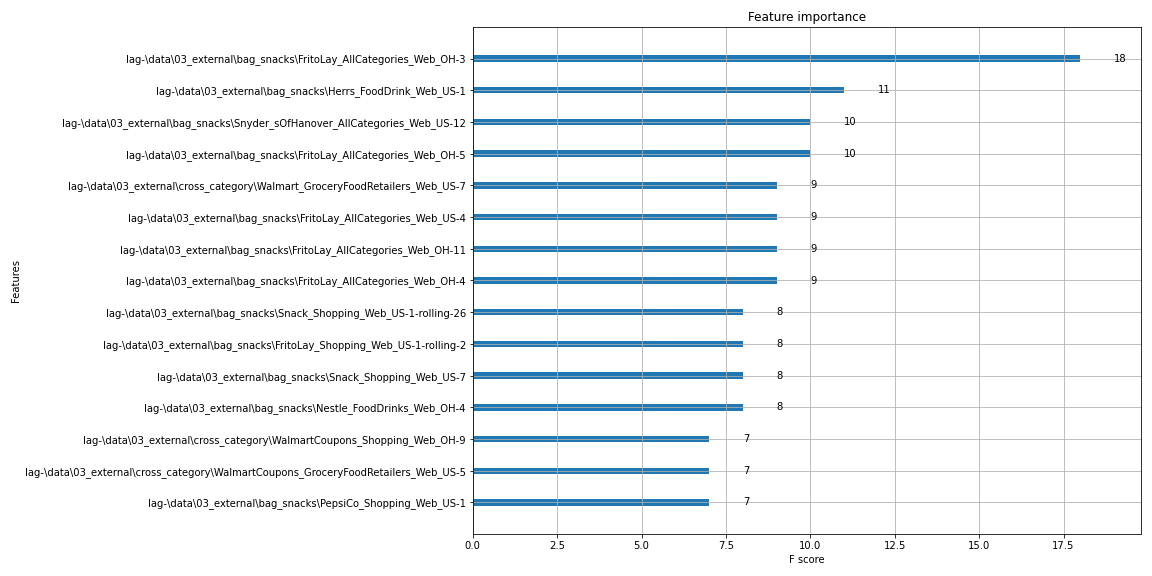 Feature importance
lag-\data\03_external\bag_snacks\FritoLay_AllCategories_Web_OH-3 18
lag-\data\03_external\bag_snacks\Herrs_FoodDrink_Web_US-1 11
lag-\data\03_external\bag_snacks\Snyder_sOfHanover_AllCategories_Web_US-12 10
lag-\data\03_external\bag_snacks\FritoLay_AllCategories_Web_OH-5 10
lag-\data\03_external\cross_category\Walmart_GroceryFoodRetailers_Web_US-7 9
lag-\data\03_external\bag_snacks\FritoLay_AllCategories_Web_US-4 9
lag-\data\03_external\bag_snacks\FritoLay_AllCategories_Web_OH-11 9
lag-\data\03_external\bag_snacks\FritoLay_AllCategories_Web_OH-4 9
lag-\data\03_external\bag_snacks\Snack_Shopping_Web_US-1-rolling-26 8
lag-\data\03_external\bag_snacks\FritoLay_Shopping_Web_US-1-rolling-2 8
lag-\data\03_external\bag_snacks\Snack_Shopping_Web_US-7 8
lag-\data\03_external\bag_snacks\Nestle_FoodDrinks_Web_OH-4 8
lag-\data\03_external\cross_category\WalmartCoupons_Shopping_Web_OH-9 7
lag-\data\03_external\cross_category\WalmartCoupons_GroceryFoodRetailers_Web_US-5 7
lag-\data\03_external\bag_snacks\PepsiCo_Shopping_Web_US-1 7
Features
0.0 2.5 5.0 7.5 10.0 12.5 15.0 17.5
F score